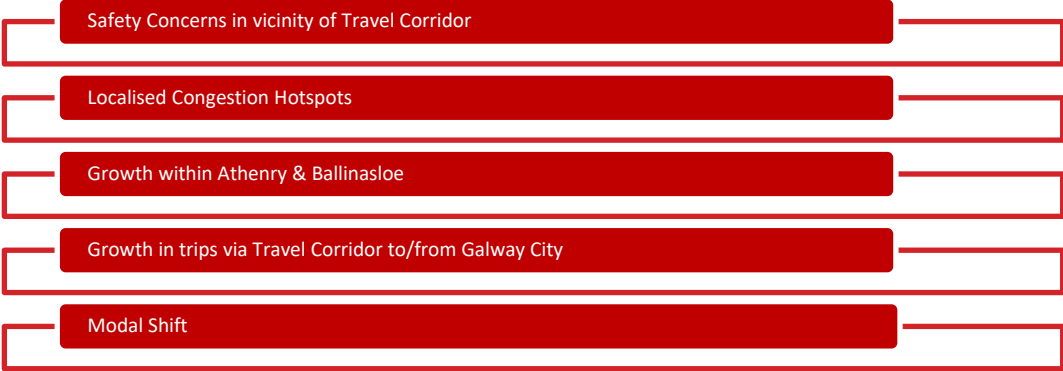 Safety Concerns in vicinity of Travel Corridor
Localised Congestion Hotspots
Growth within Athenry & Ballinasloe
Growth in trips via Travel Corridor to/from Galway City
Modal Shift